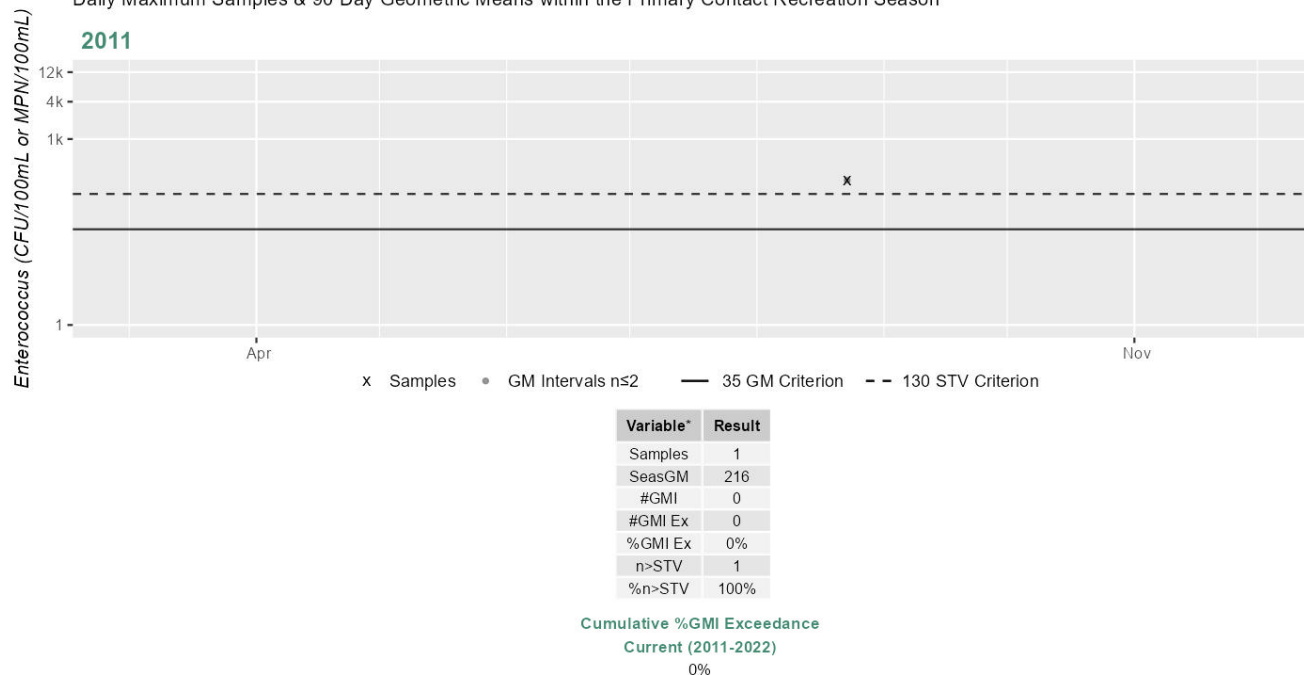 Daily Maximum Samples & 90 Day Geometric Means within the Primary Contact Recreation Season
2011
Enterococcus (CFU/100mL or MPN/100mL)
12k
4k
1k
1
Apr Nov
x Samples GM Intervals n≤2 35 GM Criterion 130 STV Criterion
Variable* Result
Samples 1
SeasGM 216
#GMI 0
#GMI Ex 0
%GMI Ex 0%
n>STV 1
%n>STV 100%
Cumulative %GMI Exceedance
Current (2011-2022)
0%